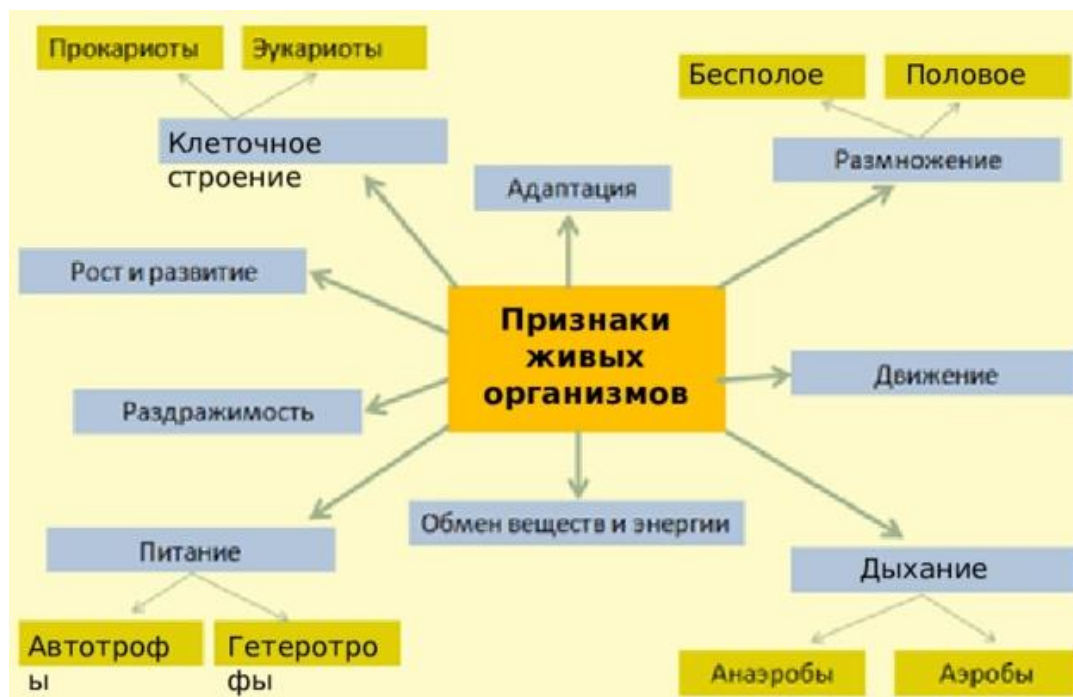 Прокариоты
Эукариоты
Бесполое
Половое
Клеточное
строение
Размножение
Адаптация
Рост и развитие
Признаки
живых
организмов
Движение
Раздражимость
Обмен веществ и энергии
Питание
Дыхание
Автотроф
ы
Гетеротро
фы
Анаэробы
Аэробы